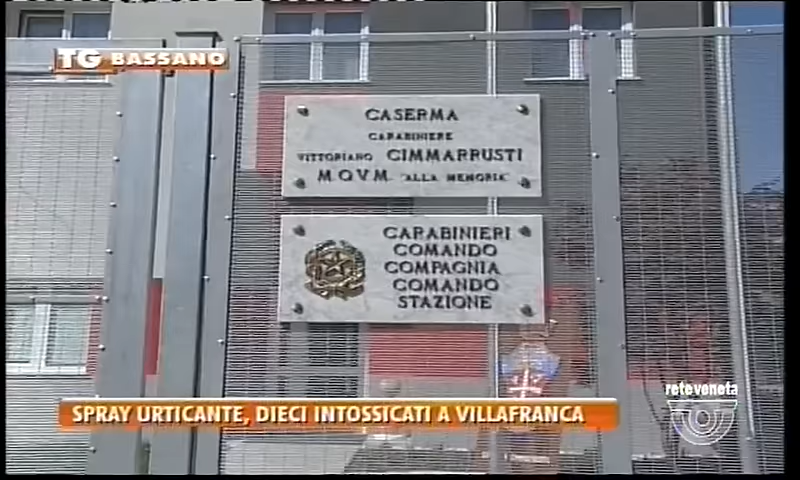 TG BASSANO
CASERMA
CARABINIERE
VITTORIANO CIMMARRUSTI
M.O.V.M. "ALLA MEMORIA"
CARABINIERI
COMANDO
COMPAGNIA
COMANDO
STAZIONE
reteveneta
SPRAY URTICANTE, DIECI INTOSSICATI A VILLAFRANCA